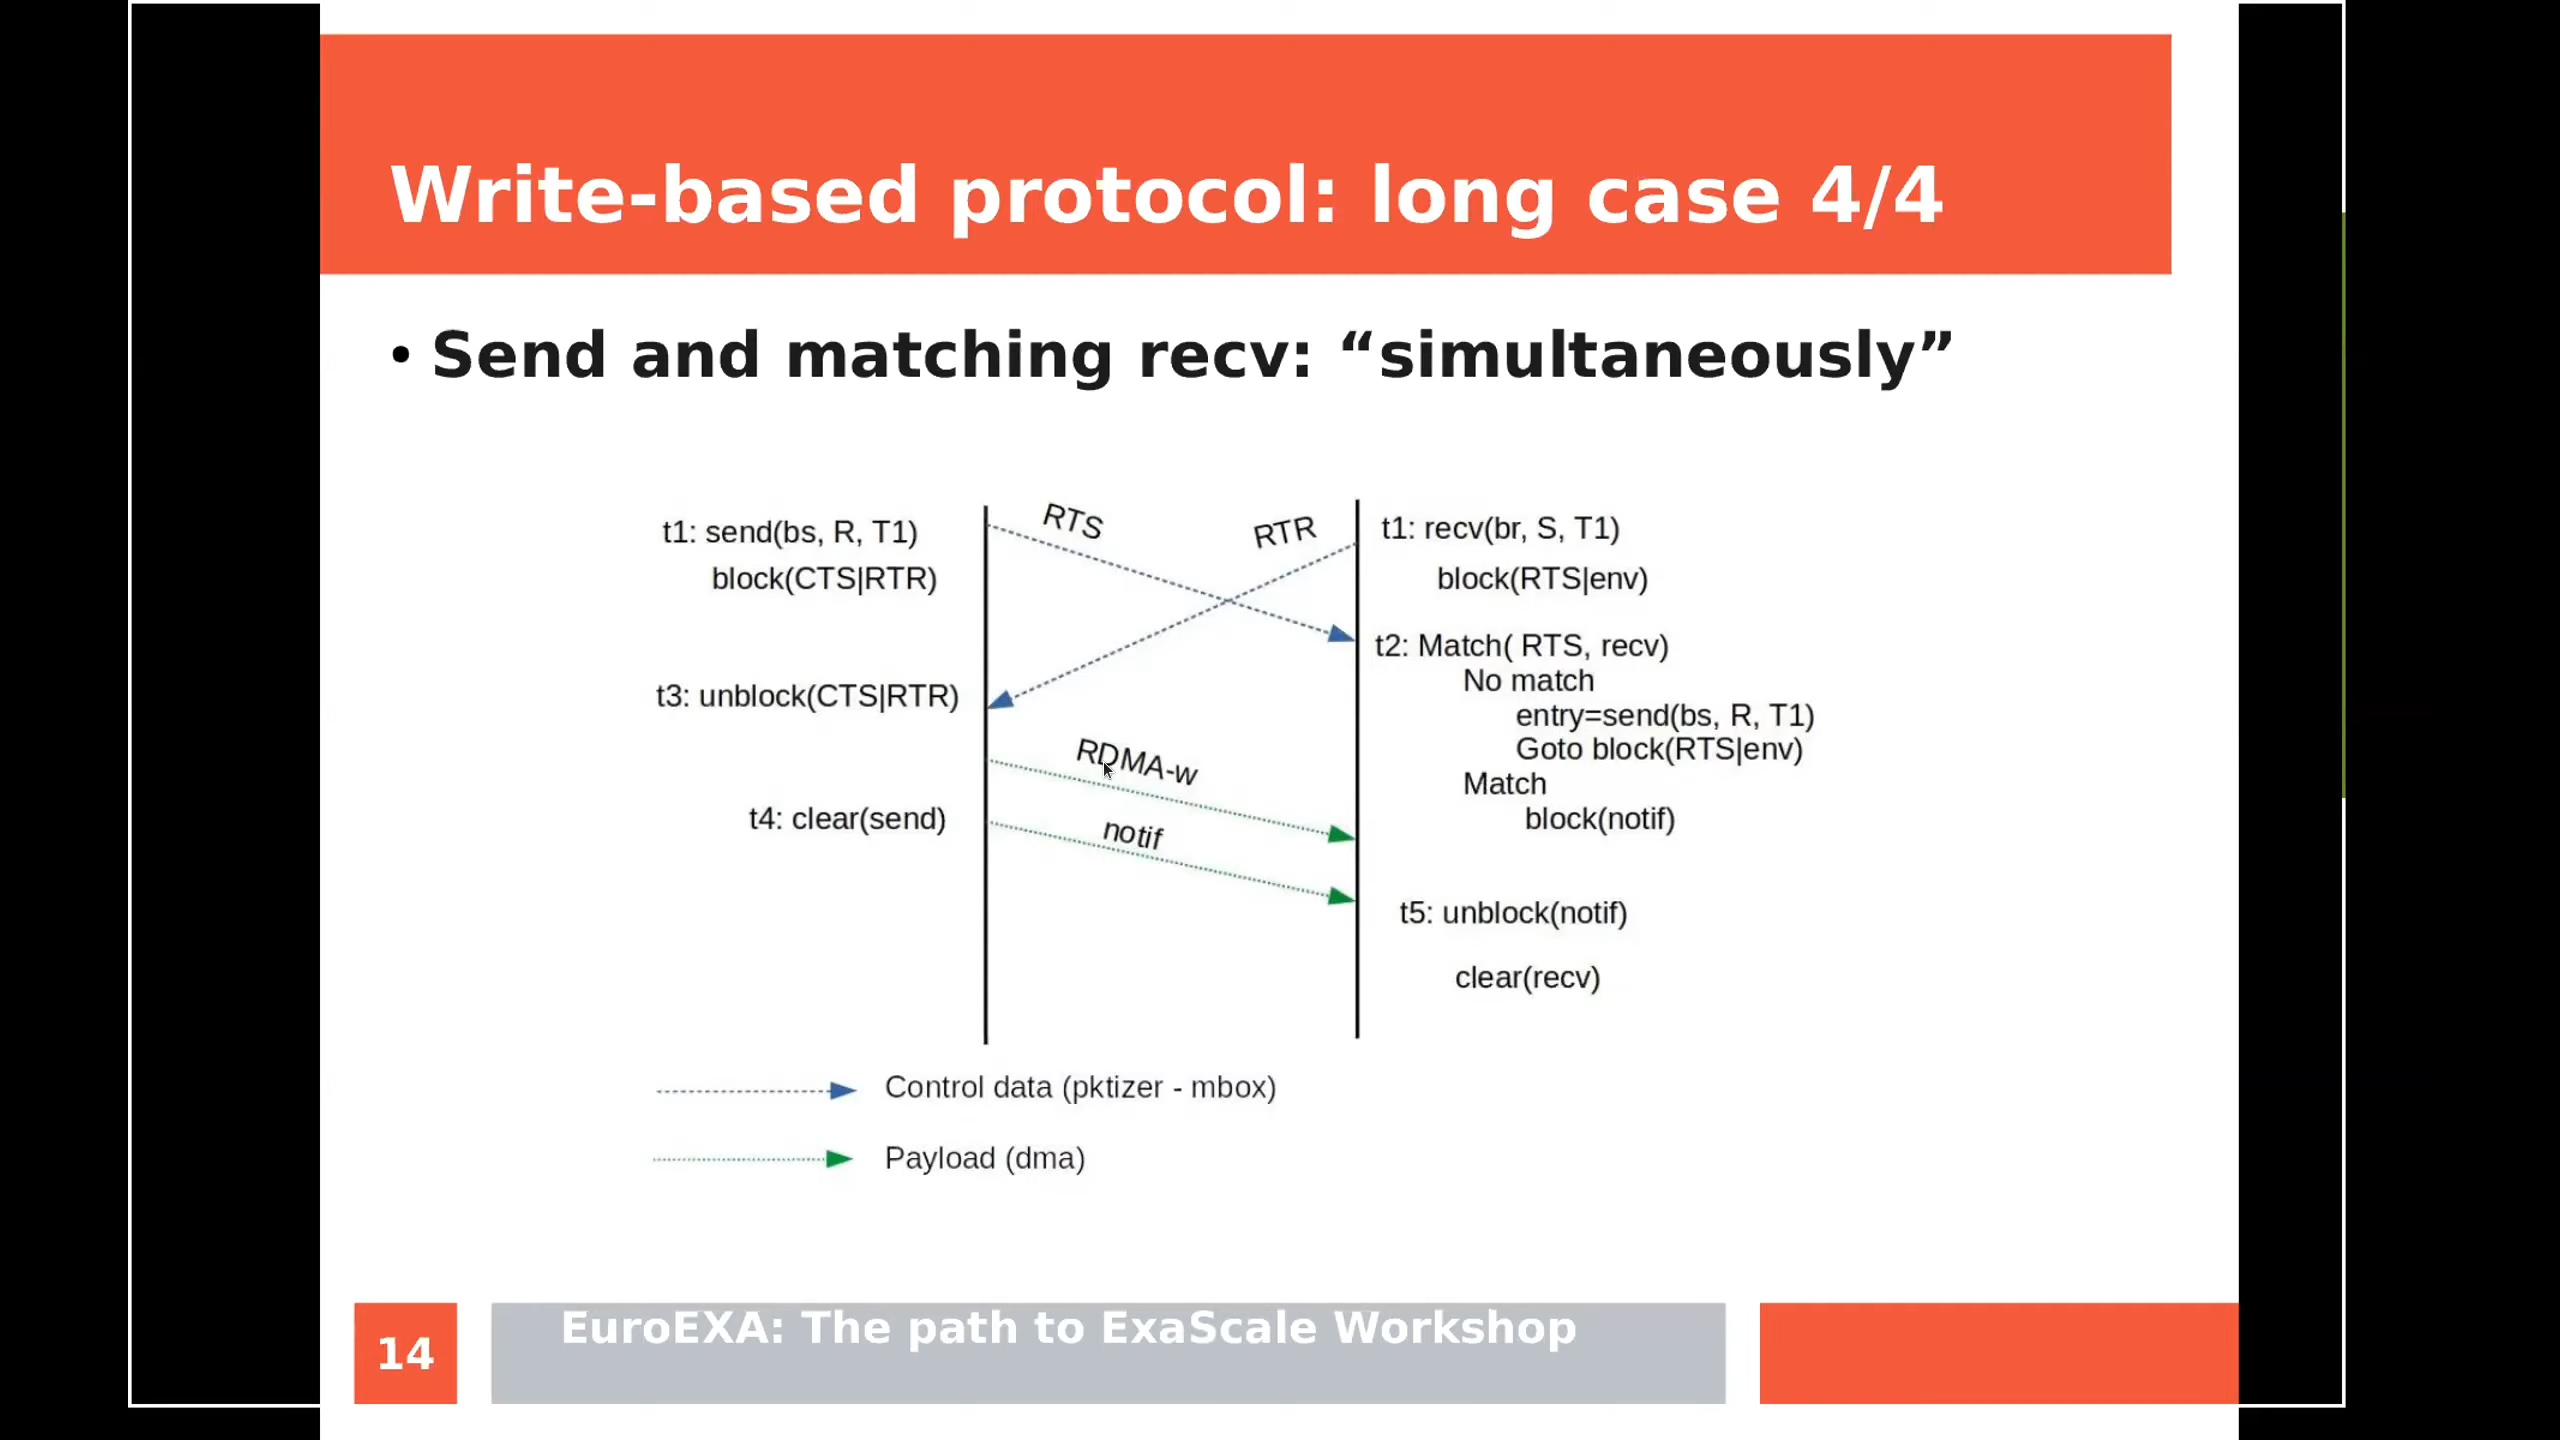 Write-based protocol: long case 4/4
• Send and matching recv: “simultaneously”
RTS
RTR
t1: send(bs, R, T1)
block(CTS|RTR)
t1: recv(br, S, T1)
block(RTS|env)
t2: Match( RTS, recv)
No match
entry=send(bs, R, T1)
Goto block(RTS|env)
Match
block(notif)
t3: unblock(CTS|RTR)
RDMA-w
t4: clear(send)
notif
t5: unblock(notif)
clear(recv)
Control data (pktizer - mbox)
Payload (dma)
14
EuroEXA: The path to ExaScale Workshop